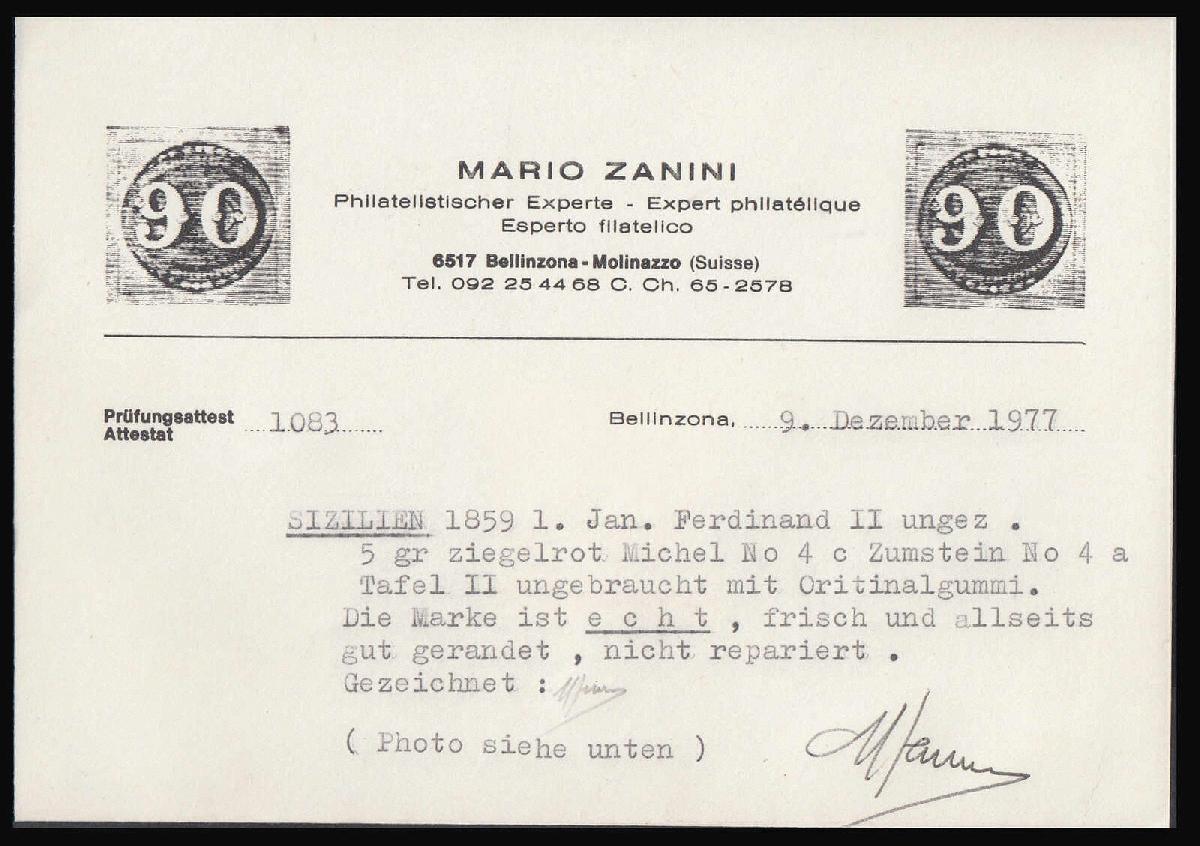 90
90
MARIO ZANINI
Philatelistischer Experte - Expert philatélique
Esperto filatelico
6517 Bellinzona-Molinazzo (Suisse)
Tel. 092 25 44 68 C. Ch. 65-2578
Prüfungsattest 1083 Bellinzona, 9. Dezember 1977
Attestat
SIZILIEN 1859 1. Jan. Ferdinand II ungez .
5 gr ziegelrot Michel No 4 c Zumstein No 4 a
Tafel II ungebraucht mit Oritinalgummi.
Die Marke ist e c h t , frisch und allseits
gut gerandet , nicht repariert .
Gezeichnet :
( Photo siehe unten )